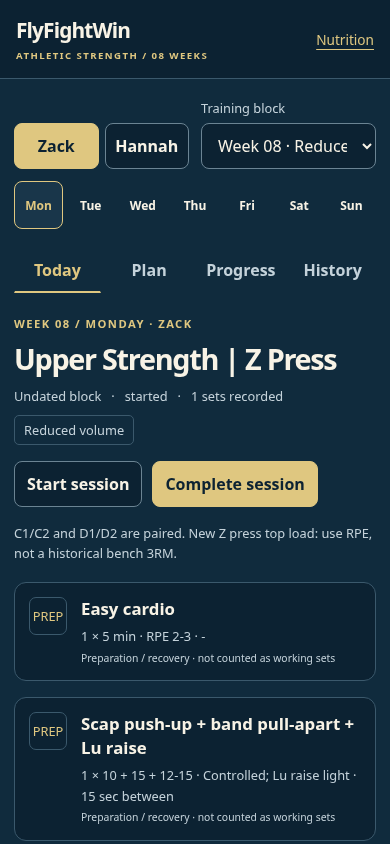 FlyFightWin
ATHLETIC STRENGTH / 08 WEEKS
Nutrition
Training block
Zack
Hannah
Week 08 · Reduce
Mon
Tue
Wed
Thu
Fri
Sat
Sun
Today
Plan
Progress
History
WEEK 08 / MONDAY · ZACK
Upper Strength | Z Press
Undated block · started · 1 sets recorded
Reduced volume
Start session
Complete session
C1/C2 and D1/D2 are paired. New Z press top load: use RPE,
not a historical bench 3RM.
PREP
Easy cardio
1 × 5 min · RPE 2-3 · -
Preparation / recovery · not counted as working sets
PREP
Scap push-up + band pull-apart +
Lu raise
1 × 10 + 15 + 12-15 · Controlled; Lu raise light ·
15 sec between
Preparation / recovery · not counted as working sets